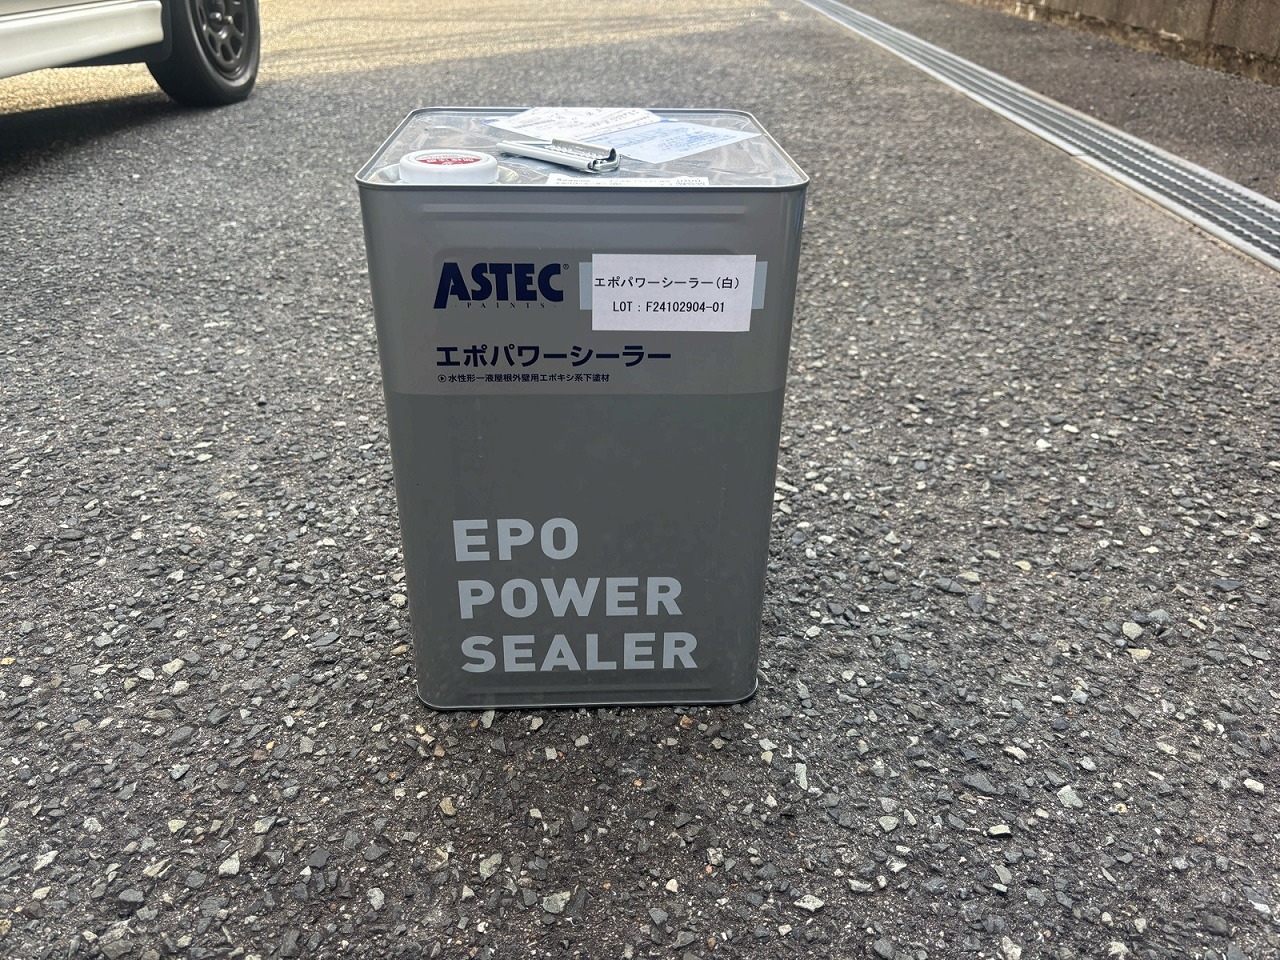 ASTEC®
PAINTS
エポパワーシーラー(白)
LOT:F24102904-01
エポパワーシーラー
水性形一液屋根外壁用エポキシ系下塗材
EPO
POWER
SEALER